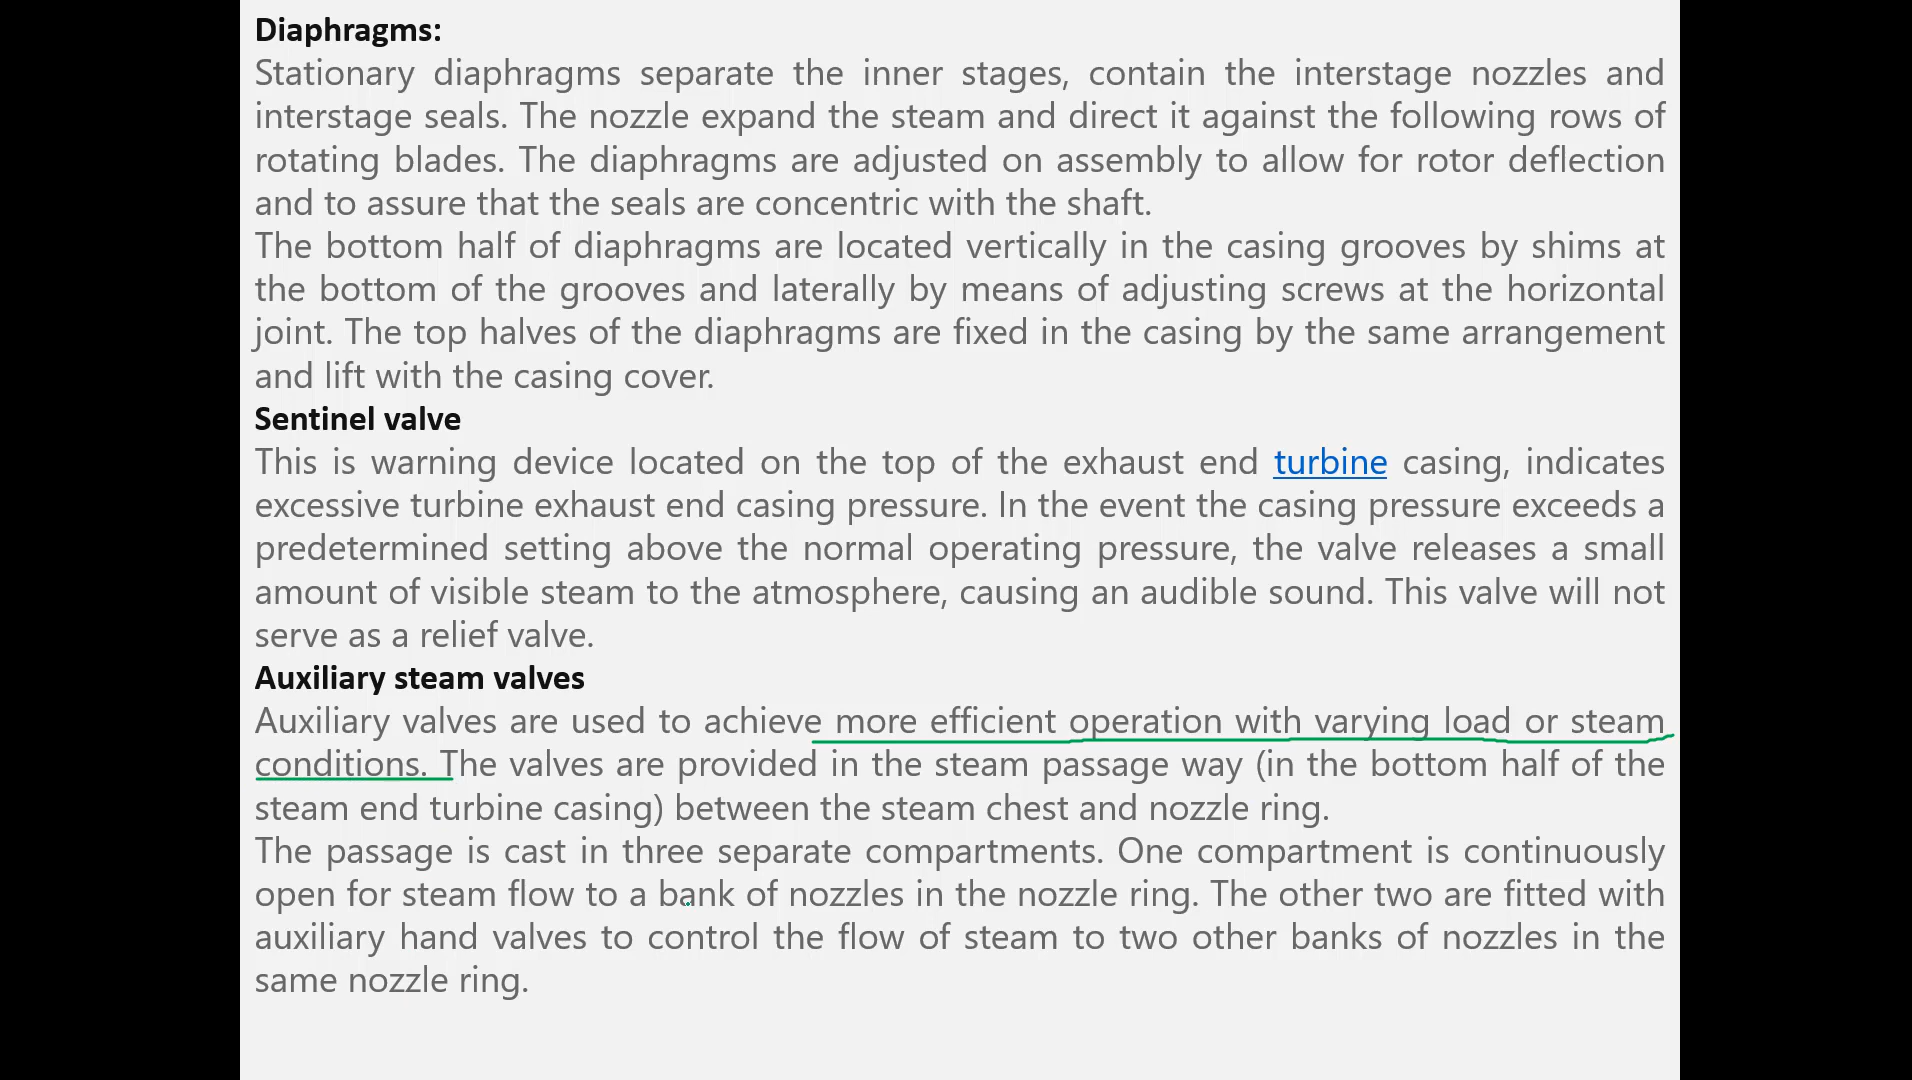 Diaphragms:
Stationary diaphragms separate the inner stages, contain the interstage nozzles and
interstage seals. The nozzle expand the steam and direct it against the following rows of
rotating blades. The diaphragms are adjusted on assembly to allow for rotor deflection
and to assure that the seals are concentric with the shaft.
The bottom half of diaphragms are located vertically in the casing grooves by shims at
the bottom of the grooves and laterally by means of adjusting screws at the horizontal
joint. The top halves of the diaphragms are fixed in the casing by the same arrangement
and lift with the casing cover.
Sentinel valve
This is warning device located on the top of the exhaust end turbine casing, indicates
excessive turbine exhaust end casing pressure. In the event the casing pressure exceeds a
predetermined setting above the normal operating pressure, the valve releases a small
amount of visible steam to the atmosphere, causing an audible sound. This valve will not
serve as a relief valve.
Auxiliary steam valves
Auxiliary valves are used to achieve more efficient operation with varying load or steam
conditions. The valves are provided in the steam passage way (in the bottom half of the
steam end turbine casing) between the steam chest and nozzle ring.
The passage is cast in three separate compartments. One compartment is continuously
open for steam flow to a bank of nozzles in the nozzle ring. The other two are fitted with
auxiliary hand valves to control the flow of steam to two other banks of nozzles in the
same nozzle ring.